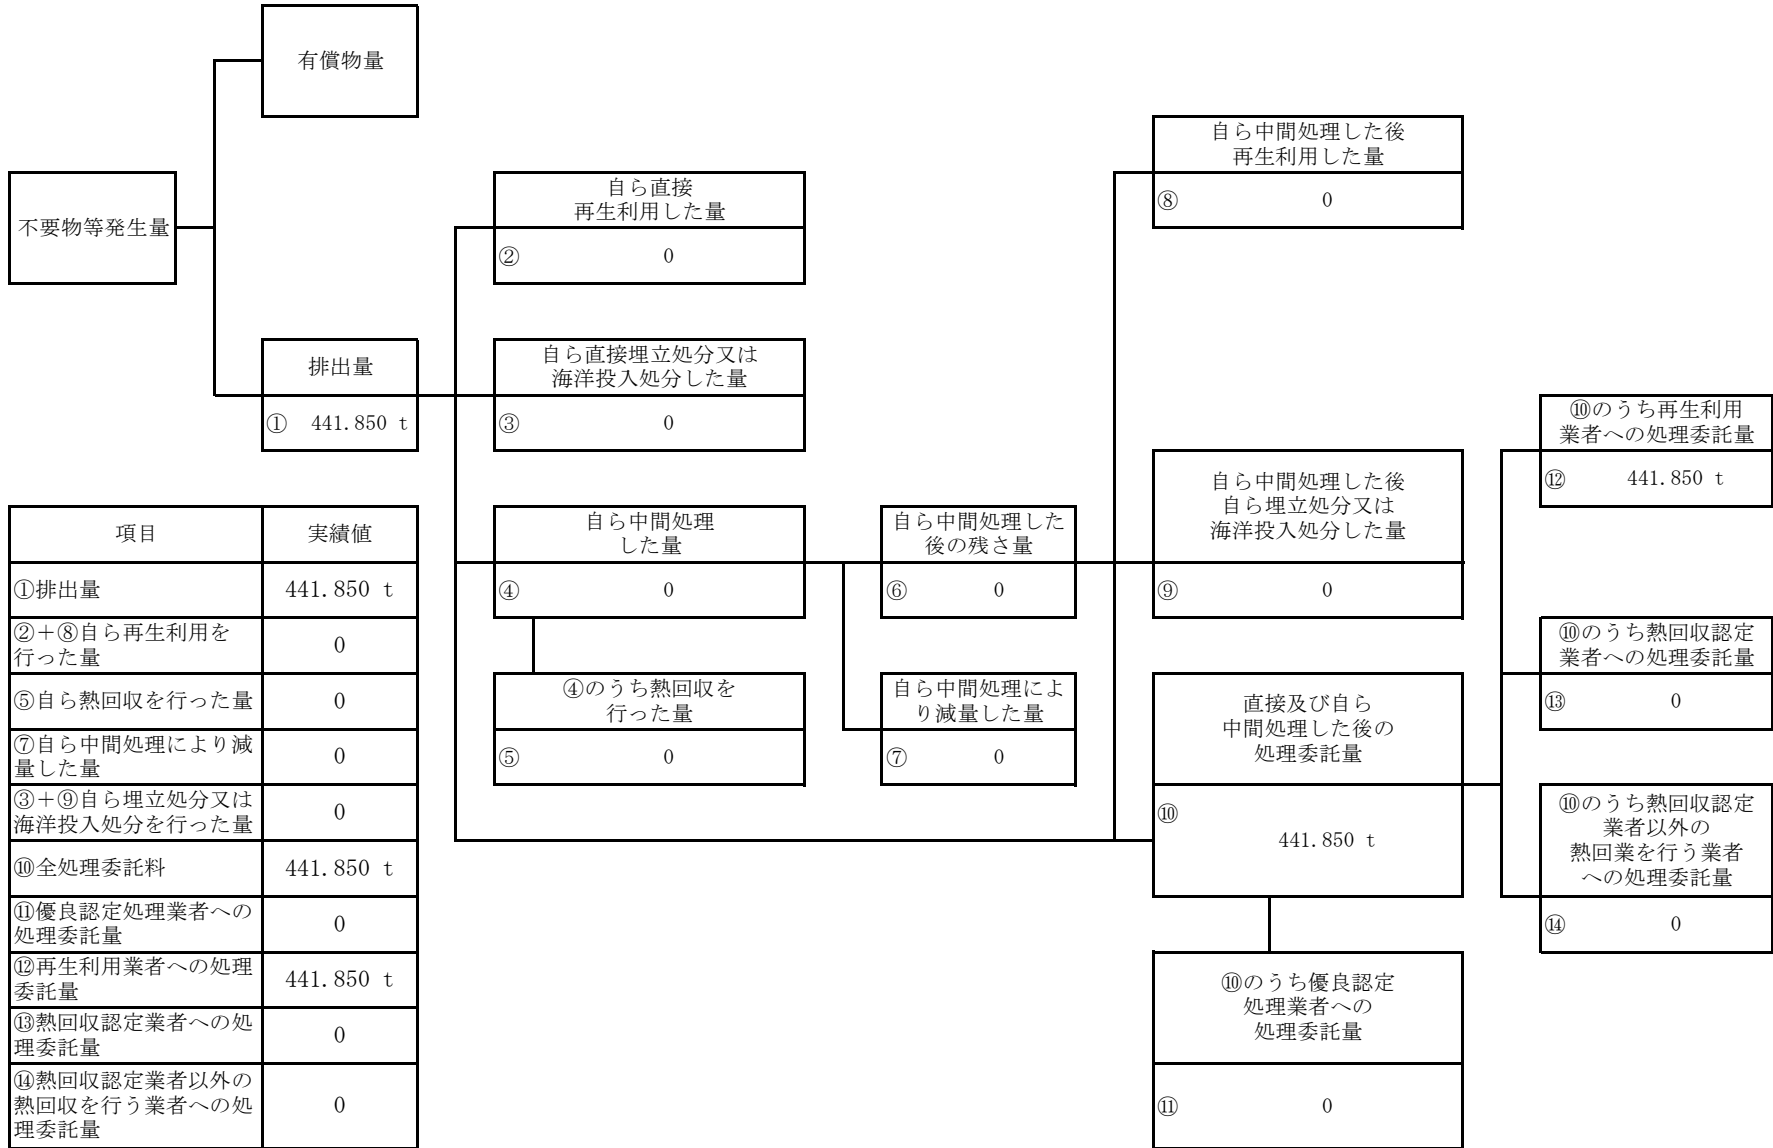 有償物量
不要物等発生量
排出量
① 441.850 t
自ら直接
再生利用した量
② 0
自ら直接埋立処分又は
海洋投入処分した量
③ 0
自ら中間処理
した量
④ 0
④のうち熱回収を
行った量
⑤ 0
自ら中間処理した
後の残さ量
⑥ 0
自ら中間処理によ
り減量した量
⑦ 0
自ら中間処理した後
再生利用した量
⑧ 0
自ら中間処理した後
自ら埋立処分又は
海洋投入処分した量
⑨ 0
直接及び自ら
中間処理した後の
処理委託量
⑩
441.850 t
⑩のうち優良認定
処理業者への
処理委託量
⑪ 0
⑩のうち再生利用
業者への処理委託量
⑫ 441.850 t
⑩のうち熱回収認定
業者への処理委託量
⑬ 0
⑩のうち熱回収認定
業者以外の
熱回業を行う業者
への処理委託量
⑭ 0
項目 実績値
①排出量 441.850 t
②+⑧自ら再生利用を
行った量 0
⑤自ら熱回収を行った量 0
⑦自ら中間処理により減
量した量 0
③+⑨自ら埋立処分又は
海洋投入処分を行った量 0
⑩全処理委託料 441.850 t
⑪優良認定処理業者への
処理委託量 0
⑫再生利用業者への処理
委託量 441.850 t
⑬熱回収認定業者への処
理委託量 0
⑭熱回収認定業者以外の
熱回収を行う業者への処
理委託量 0